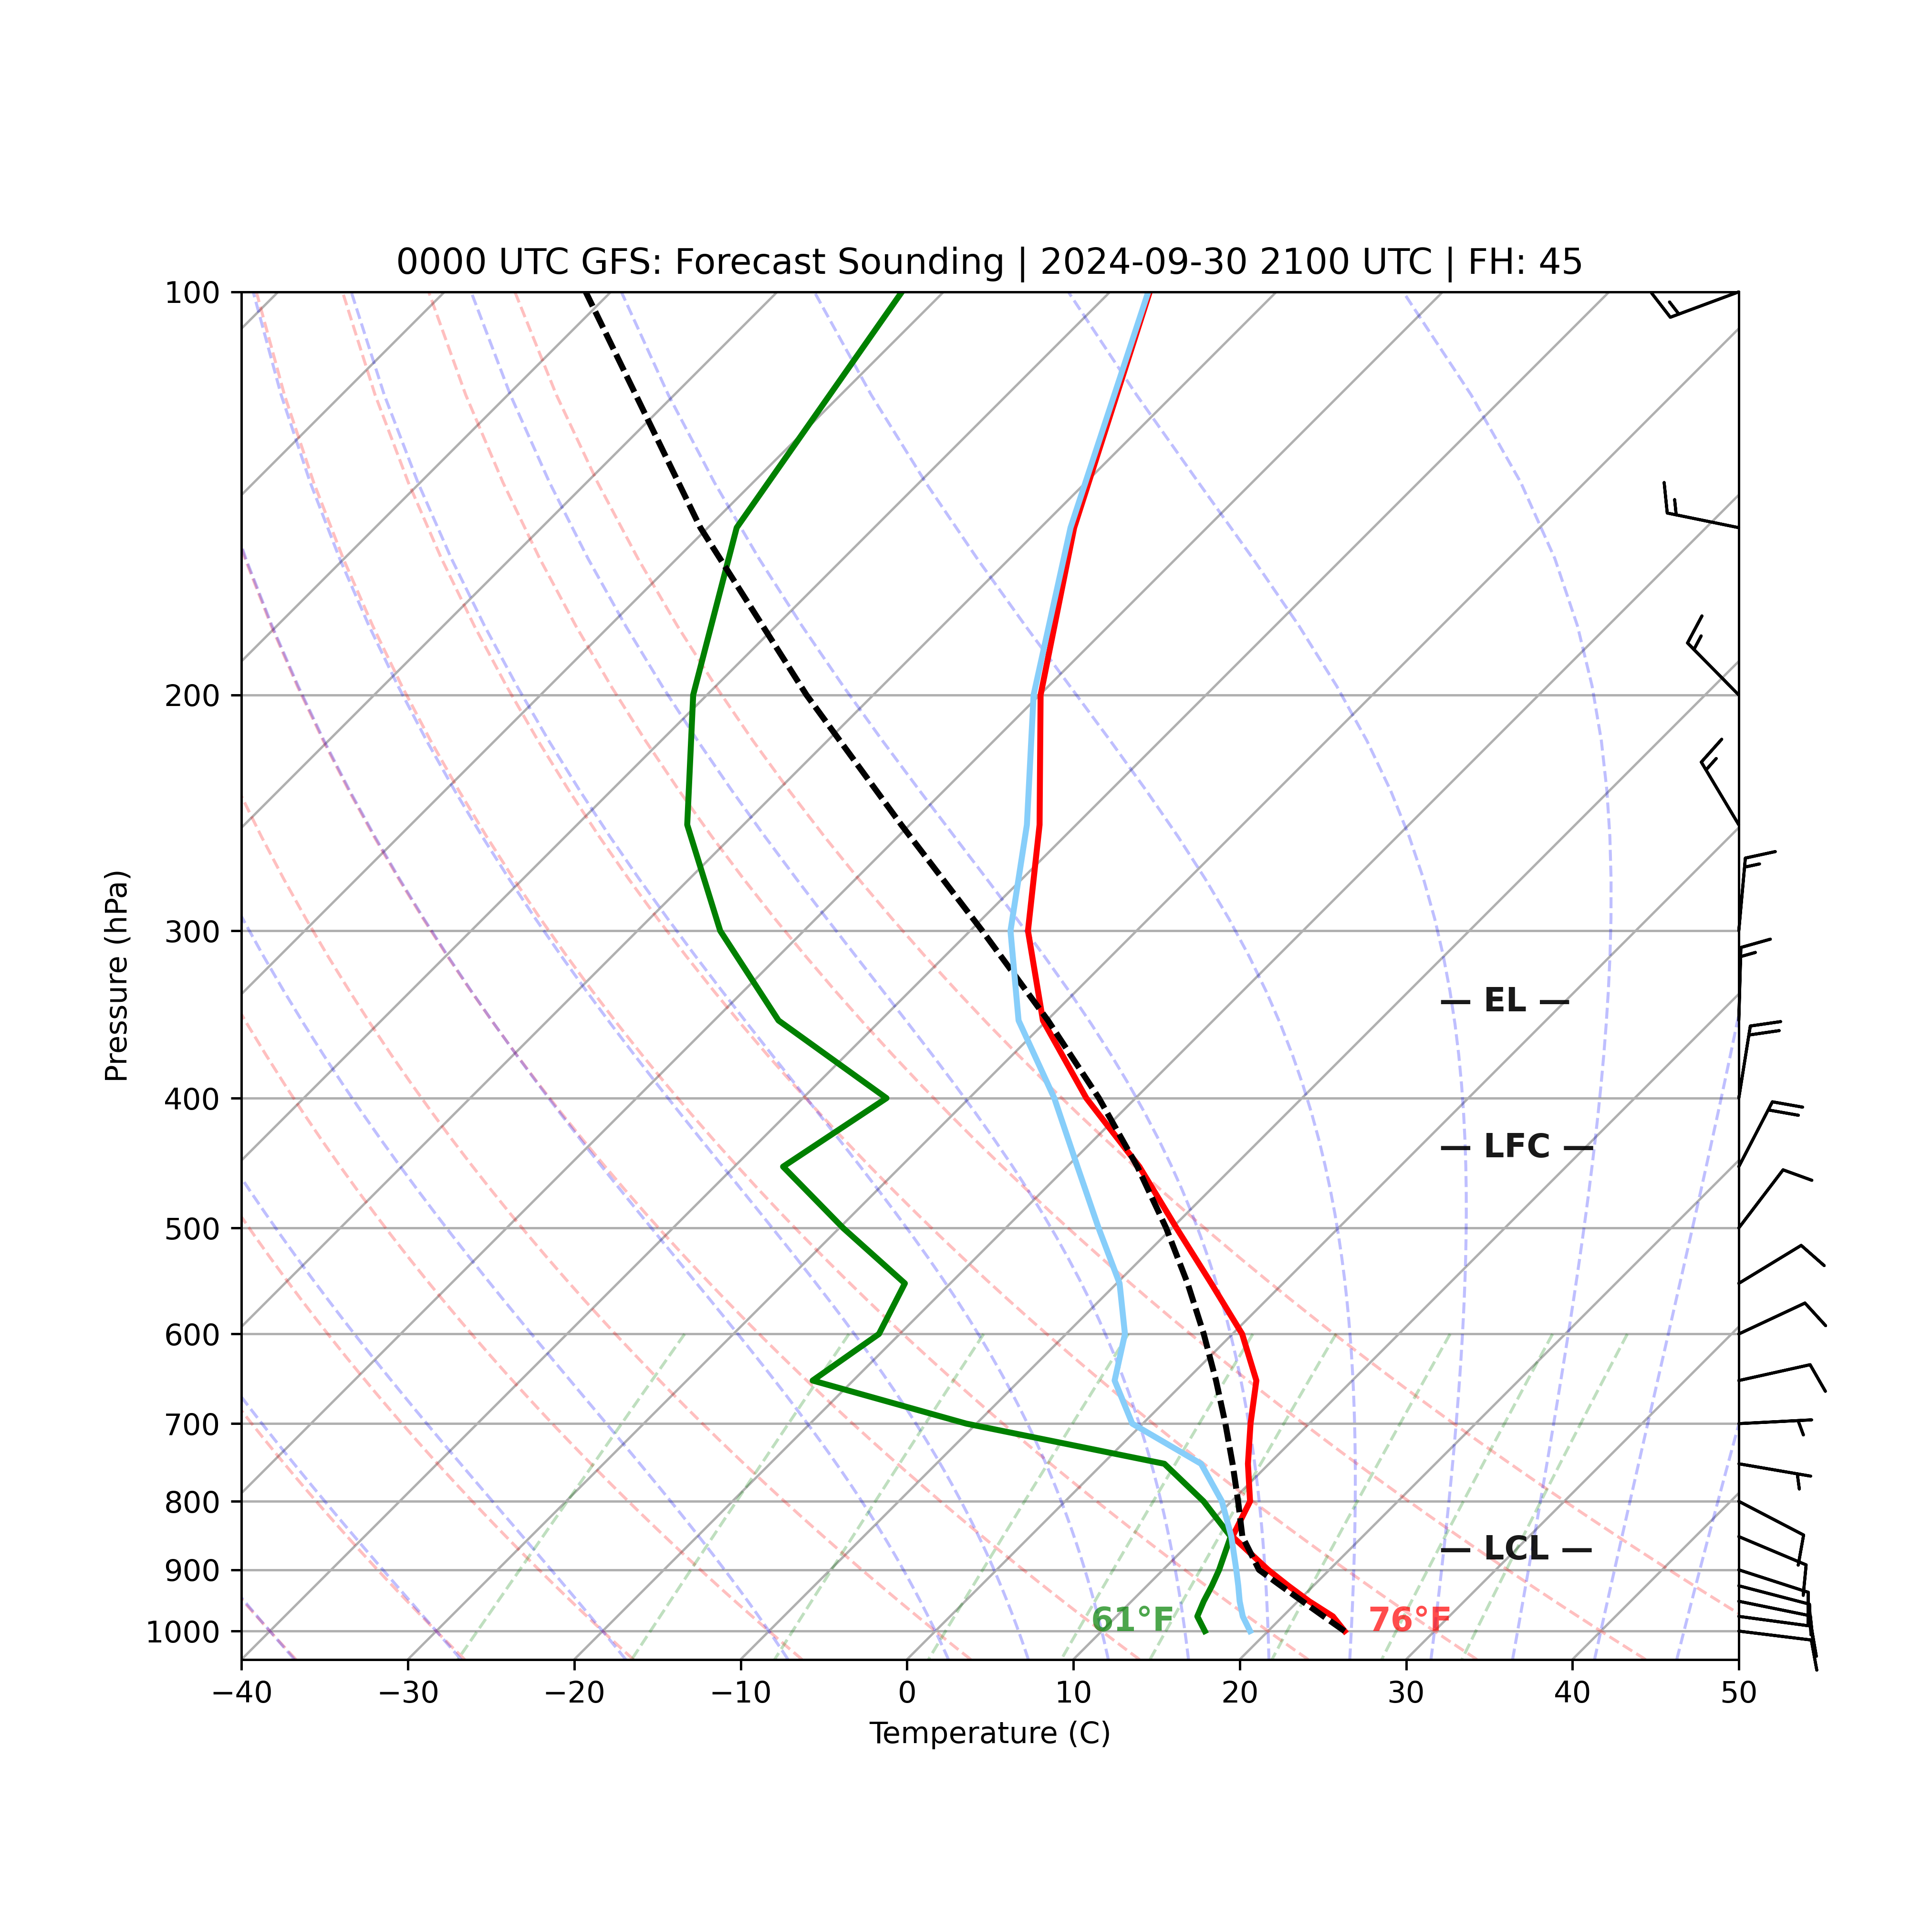 0000 UTC GFS: Forecast Sounding | 2024-09-30 2100 UTC | FH: 45
100
200
300
— EL —
Pressure (hPa)
400
— LFC —
500
600
700
800
— LCL —
900
61°F 76°F
1000
−40 −30 −20 −10 0 10 20 30 40 50
Temperature (C)